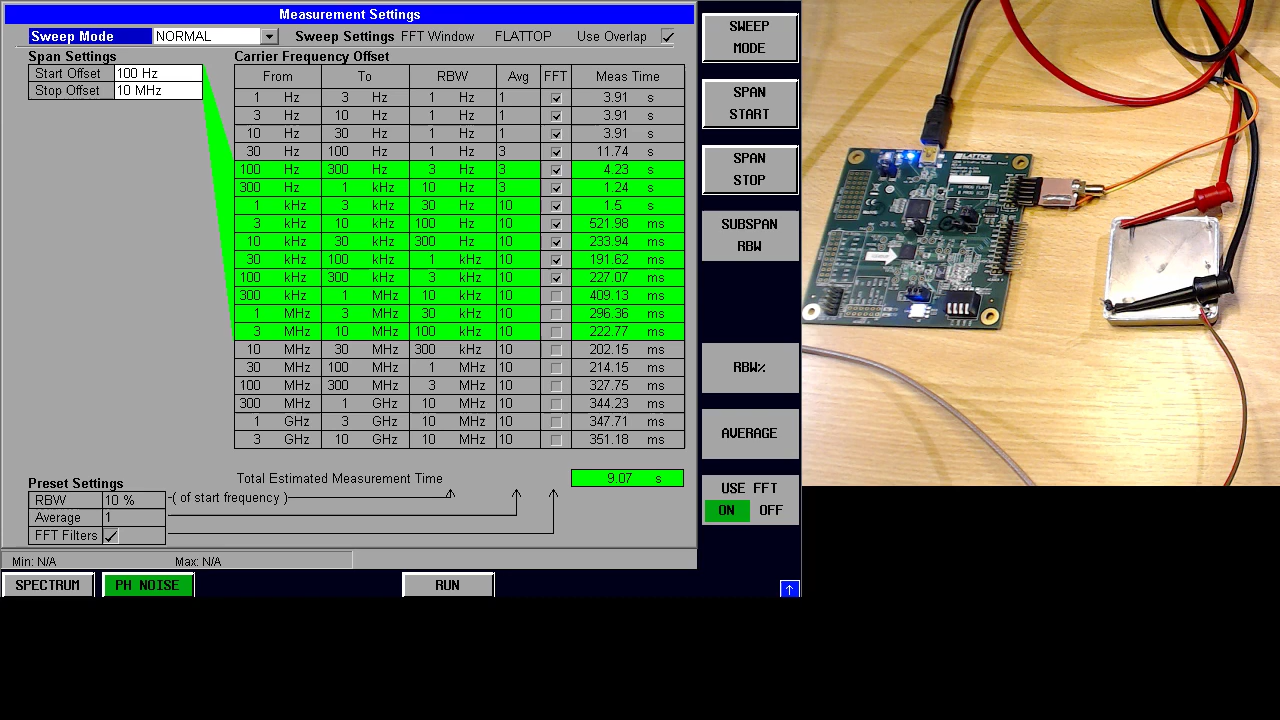 Measurement Settings
Sweep Mode NORMAL Sweep Settings FFT Window FLATTOP Use Overlap
Span Settings
Start Offset 100 Hz
Stop Offset 10 MHz
Carrier Frequency Offset
From To RBW Avg FFT Meas Time
1 Hz 3 Hz 1 Hz 1 3.91 s
3 Hz 10 Hz 1 Hz 1 3.91 s
10 Hz 30 Hz 1 Hz 1 3.91 s
30 Hz 100 Hz 1 Hz 3 11.74 s
100 Hz 300 Hz 3 Hz 3 4.23 s
300 Hz 1 kHz 10 Hz 3 1.24 s
1 kHz 3 kHz 30 Hz 10 1.5 s
3 kHz 10 kHz 100 Hz 10 521.98 ms
10 kHz 30 kHz 300 Hz 10 233.94 ms
30 kHz 100 kHz 1 kHz 10 191.62 ms
100 kHz 300 kHz 3 kHz 10 227.07 ms
300 kHz 1 MHz 10 kHz 10 409.13 ms
1 MHz 3 MHz 30 kHz 10 296.36 ms
3 MHz 10 MHz 100 kHz 10 222.77 ms
10 MHz 30 MHz 300 kHz 10 202.15 ms
30 MHz 100 MHz 1 MHz 10 214.15 ms
100 MHz 300 MHz 3 MHz 10 327.75 ms
300 MHz 1 GHz 10 MHz 10 344.23 ms
1 GHz 3 GHz 10 MHz 10 347.71 ms
3 GHz 10 GHz 10 MHz 10 351.18 ms
Total Estimated Measurement Time 9.07 s
Preset Settings
RBW 10 % ( of start frequency )
Average 1
FFT Filters
Min: N/A Max: N/A
SPECTRUM PH NOISE RUN
SWEEP
MODE
SPAN
START
SPAN
STOP
SUBSPAN
RBW
RBW%
AVERAGE
USE FFT
ON OFF
LATTICE